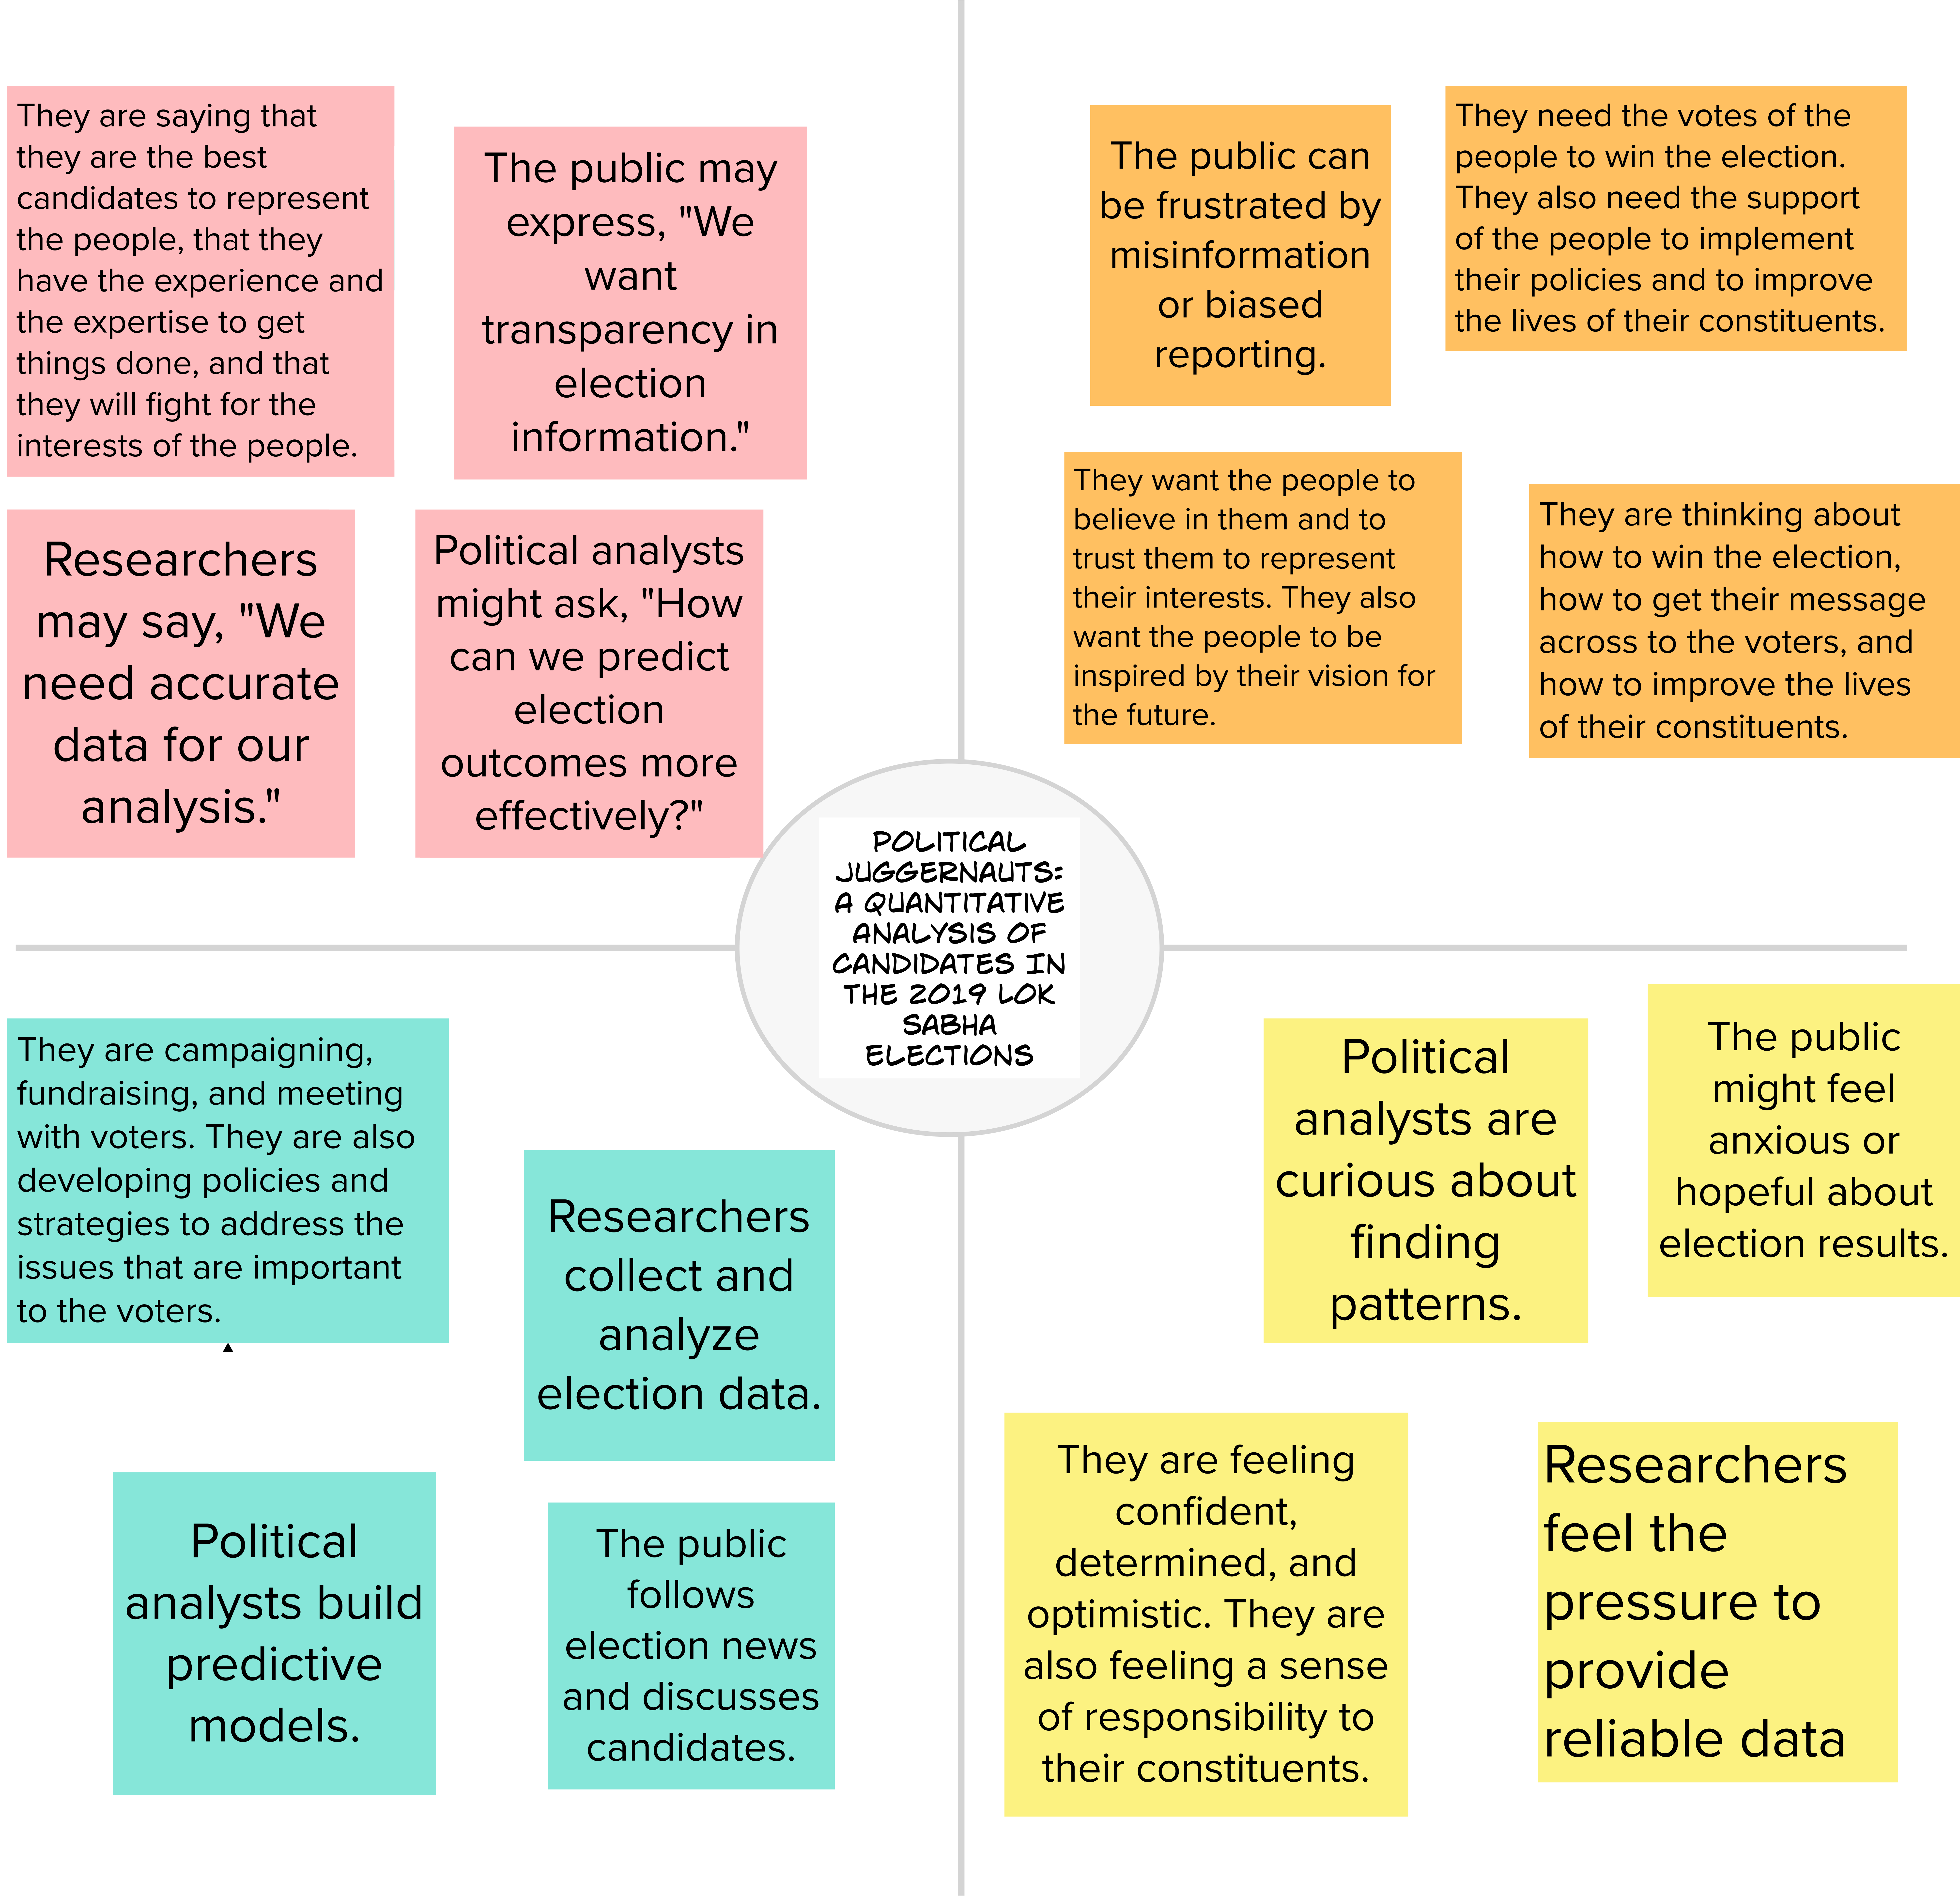 They are saying that
they are the best
candidates to represent
the people, that they
have the experience and
the expertise to get
things done, and that
they will fight for the
interests of the people.
The public may
express, "We
want
transparency in
election
information."
Researchers
may say, "We
need accurate
data for our
analysis."
Political analysts
might ask, "How
can we predict
election
outcomes more
effectively?"
The public can
be frustrated by
misinformation
or biased
reporting.
They need the votes of the
people to win the election.
They also need the support
of the people to implement
their policies and to improve
the lives of their constituents.
They want the people to
believe in them and to
trust them to represent
their interests. They also
want the people to be
inspired by their vision for
the future.
They are thinking about
how to win the election,
how to get their message
across to the voters, and
how to improve the lives
of their constituents.
POLITICAL
JUGGERNAUTS:
A QUANTITATIVE
ANALYSIS OF
CANDIDATES IN
THE 2019 LOK
SABHA
ELECTIONS
They are campaigning,
fundraising, and meeting
with voters. They are also
developing policies and
strategies to address the
issues that are important
to the voters.
Researchers
collect and
analyze
election data.
Political
analysts build
predictive
models.
The public
follows
election news
and discusses
candidates.
Political
analysts are
curious about
finding
patterns.
The public
might feel
anxious or
hopeful about
election results.
They are feeling
confident,
determined, and
optimistic. They are
also feeling a sense
of responsibility to
their constituents.
Researchers
feel the
pressure to
provide
reliable data